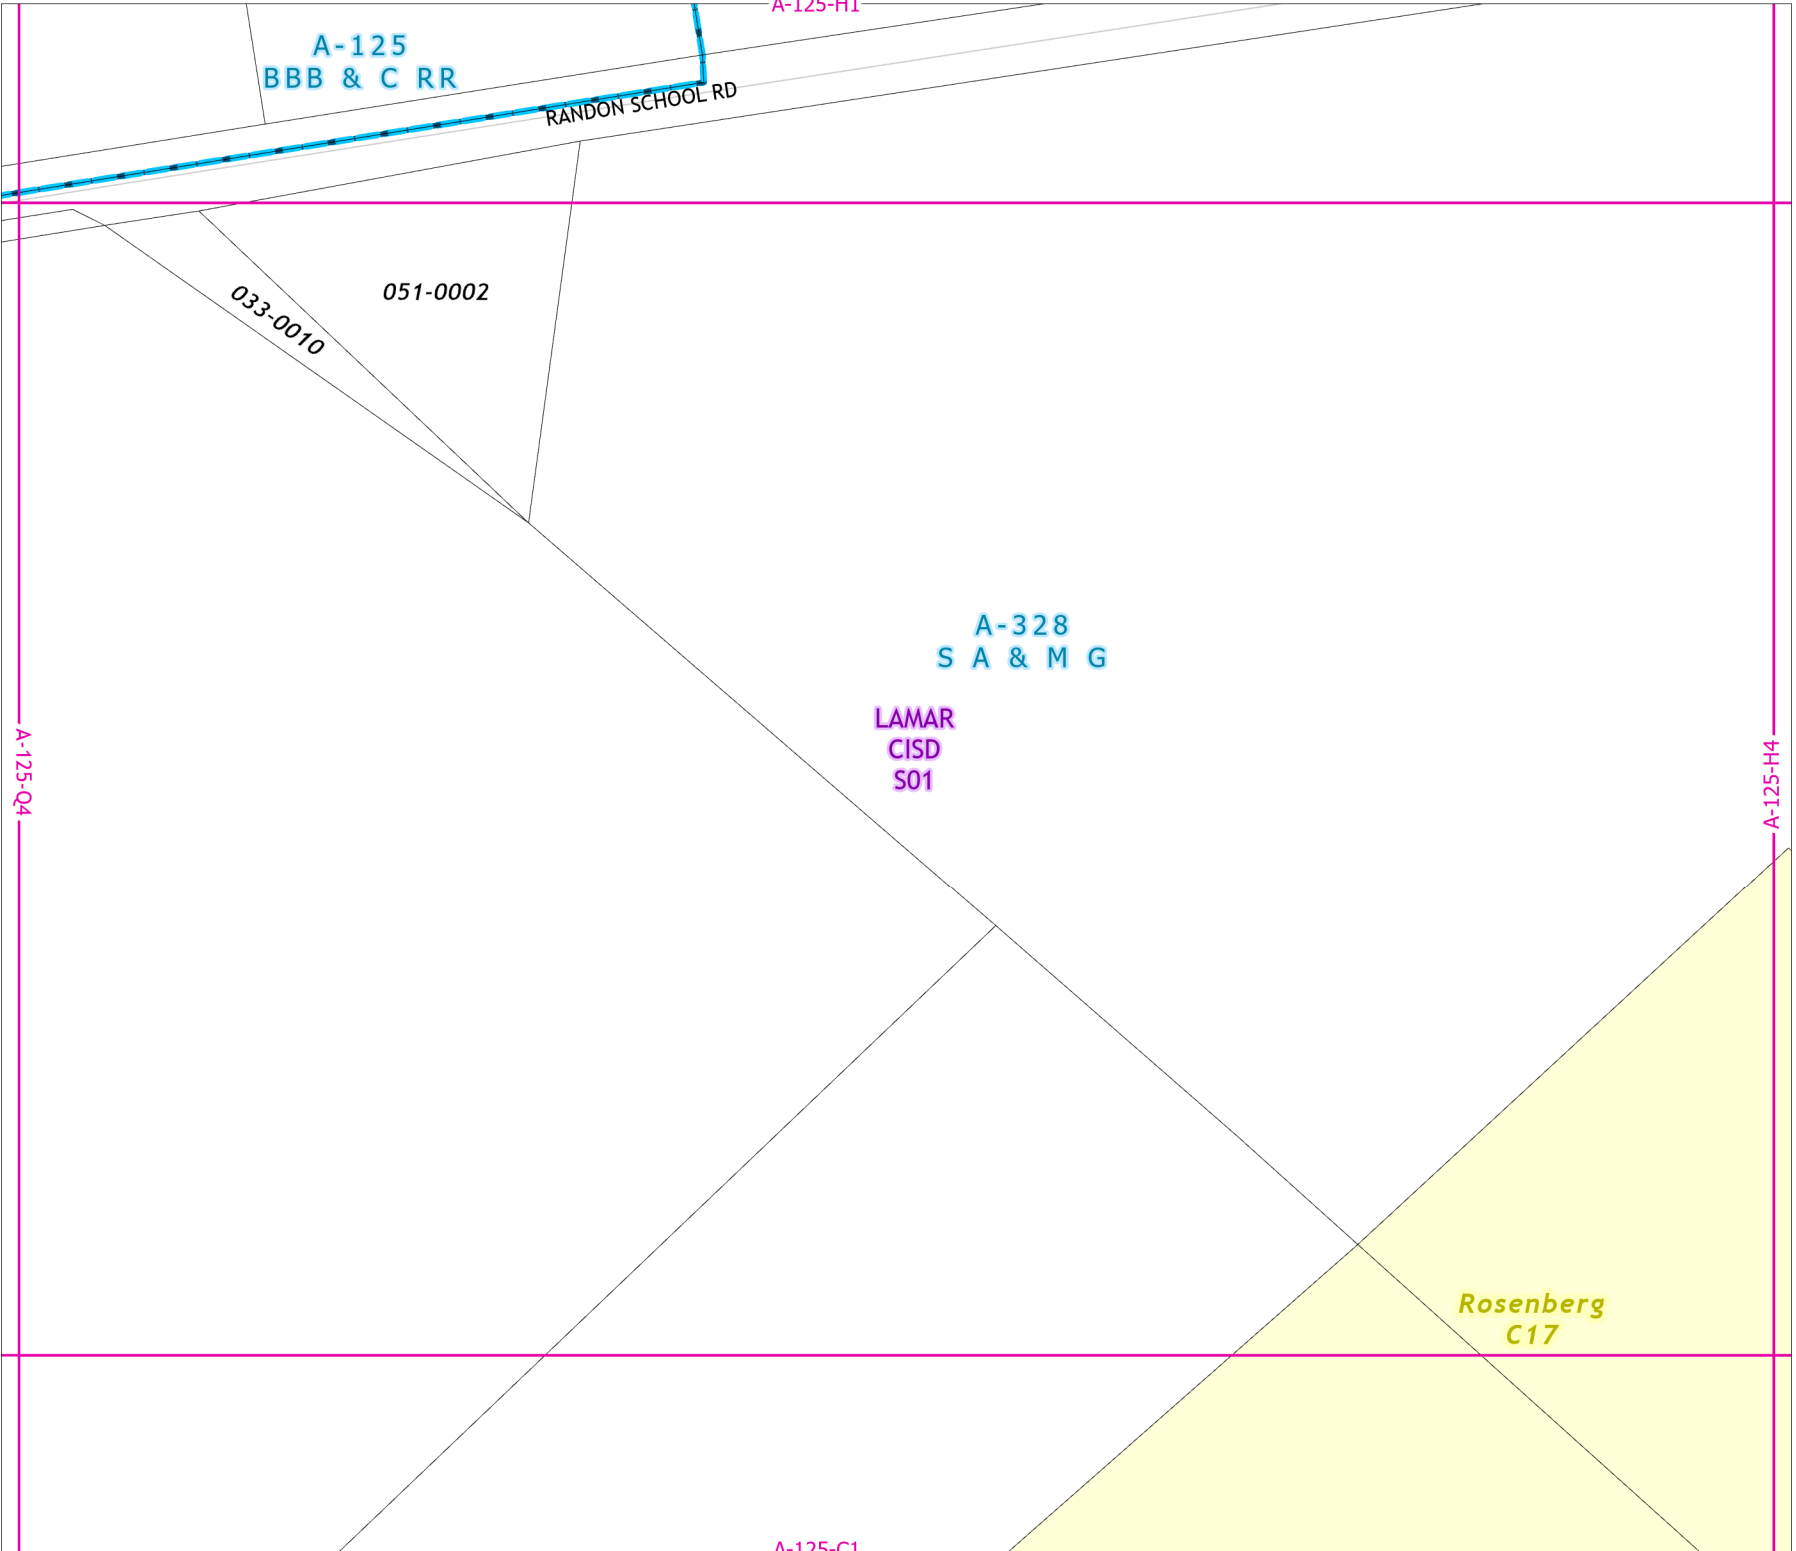 A-125-H1
A-125
BBB & C RR
RANDON SCHOOL RD
051-0002
033-0010
A-328
S A & M G
LAMAR
CISD
S01
A-125-Q4
A-125-H4
Rosenberg
C17
A-125-C1